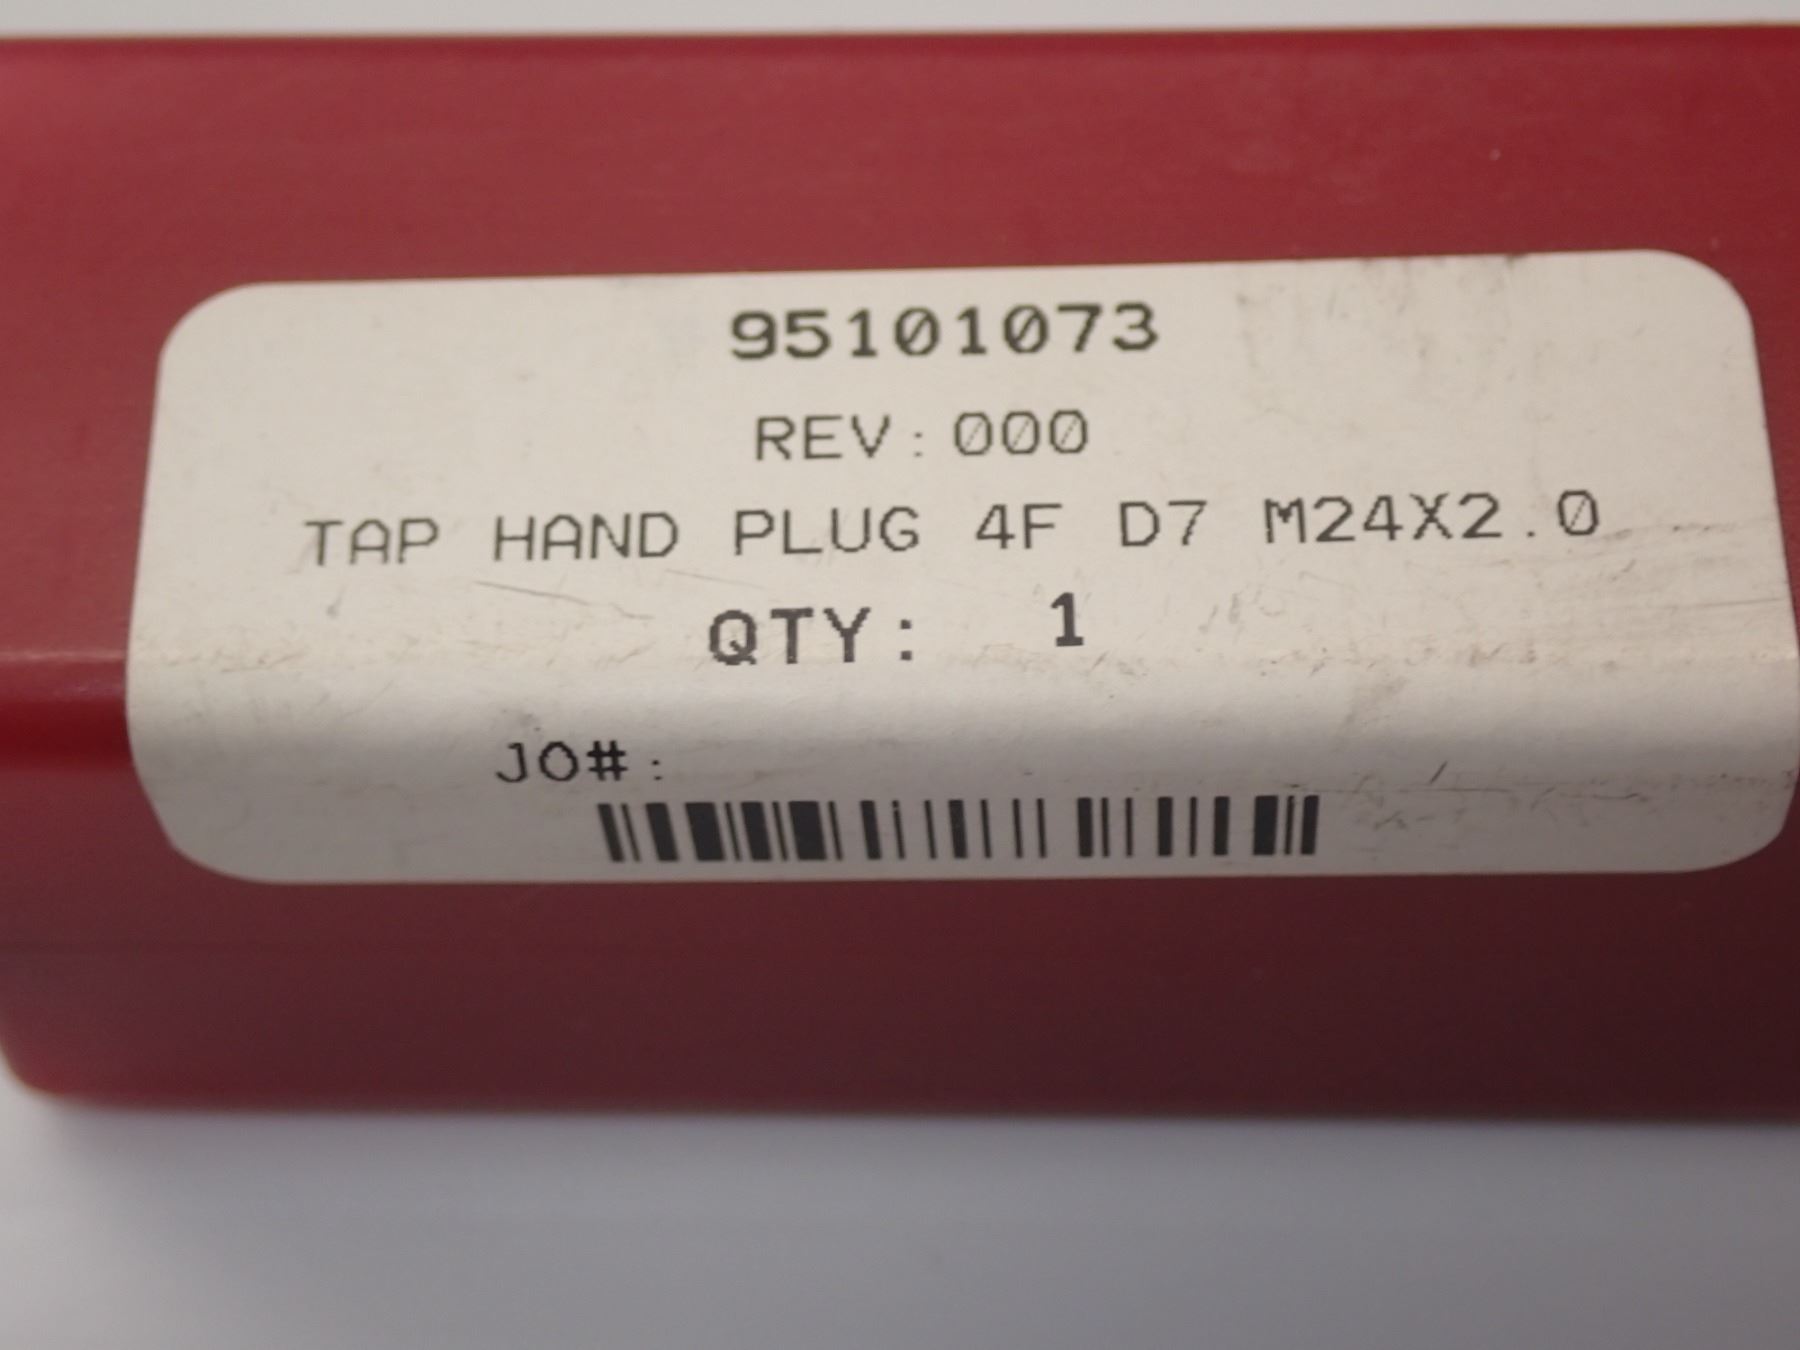 95101073
REV:000
TAP HAND PLUG 4F D7 M24X2.0
QTY: 1
JO#: